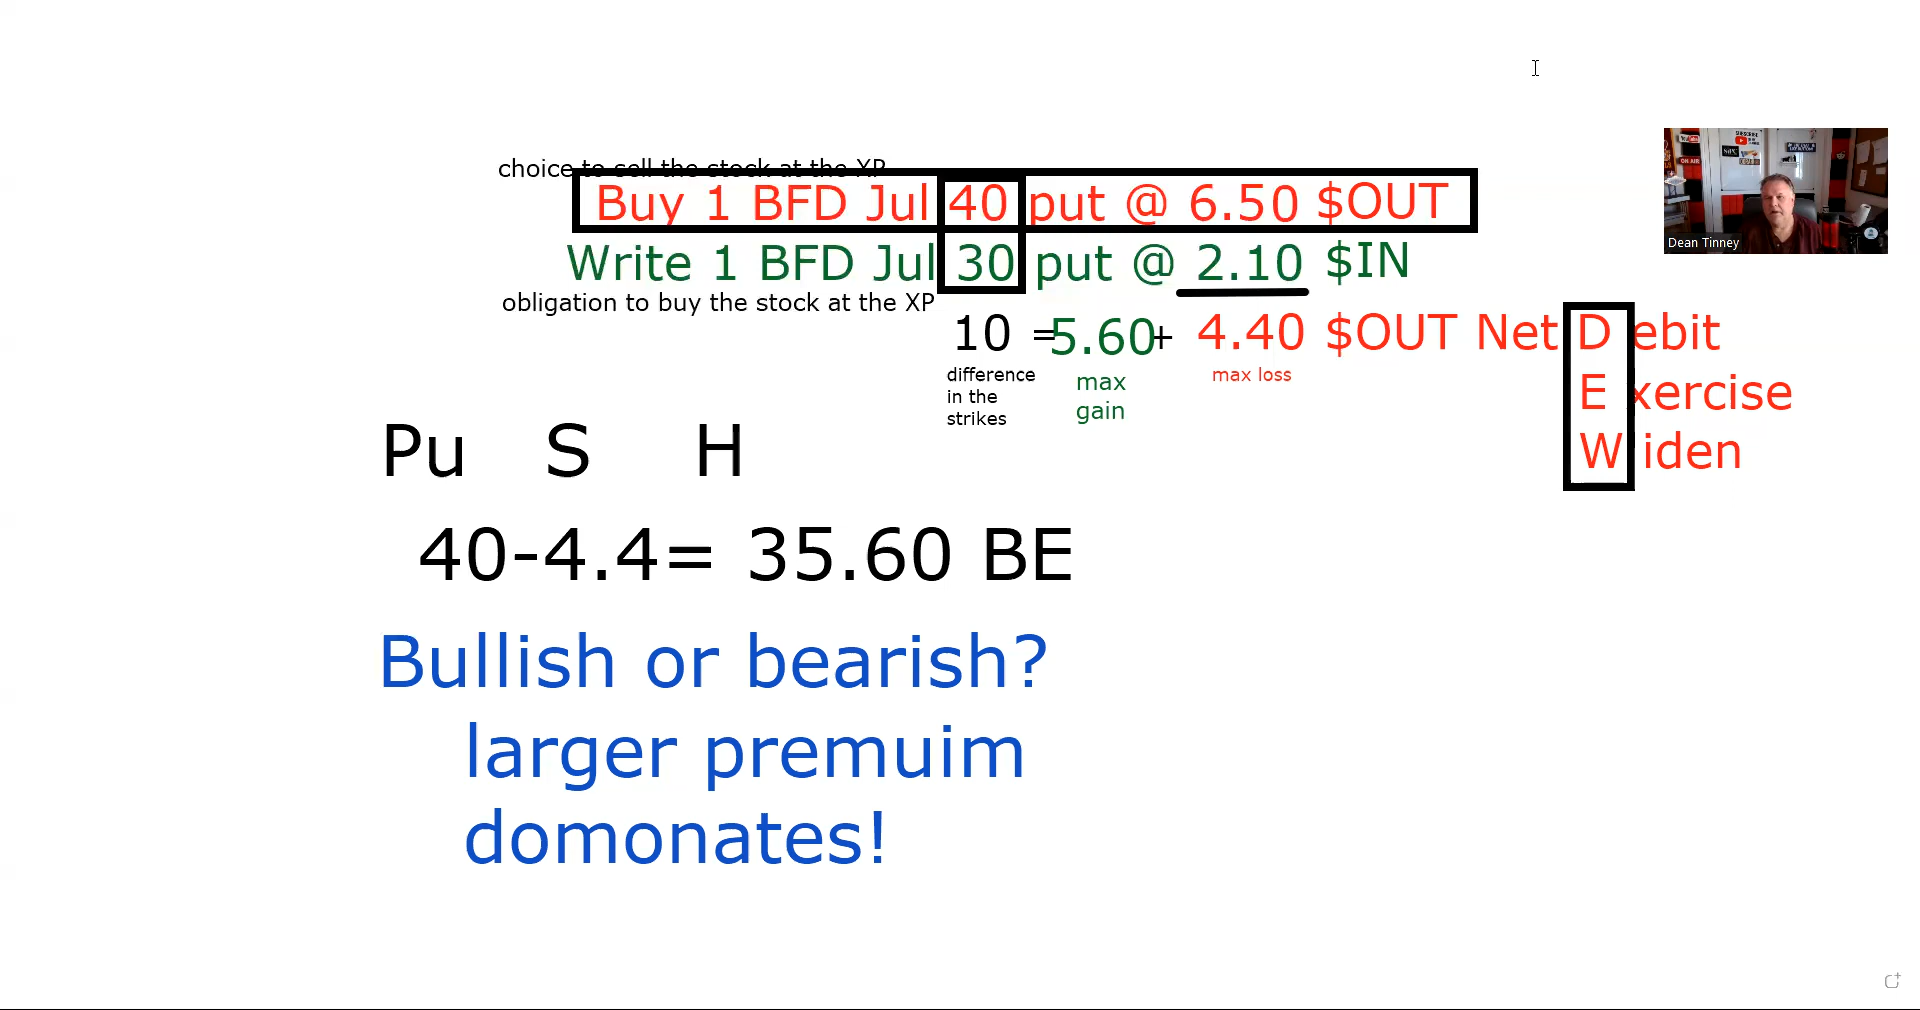 choice to sell the stock at the XP
Buy 1 BFD Jul 40 put @ 6.50 $OUT
Write 1 BFD Jul 30 put @ 2.10 $IN
obligation to buy the stock at the XP
10 = 5.60 + 4.40 $OUT Net Debit
difference
in the
strikes
max
gain
max loss
Exercise
Widen
Pu S H
40-4.4= 35.60 BE
Bullish or bearish?
larger premuim
domonates!
ON AIR
Dean Tinney